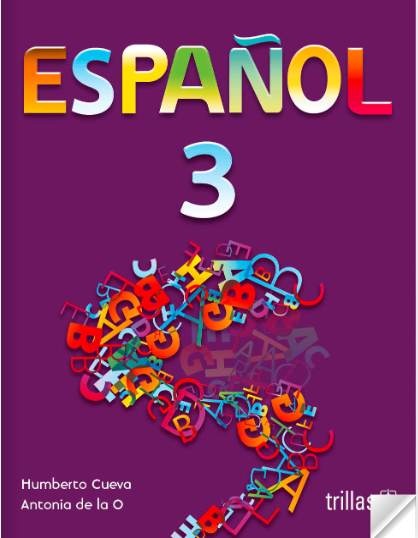 ESPAÑOL
3
Humberto Cueva
Antonia de la O
trillas